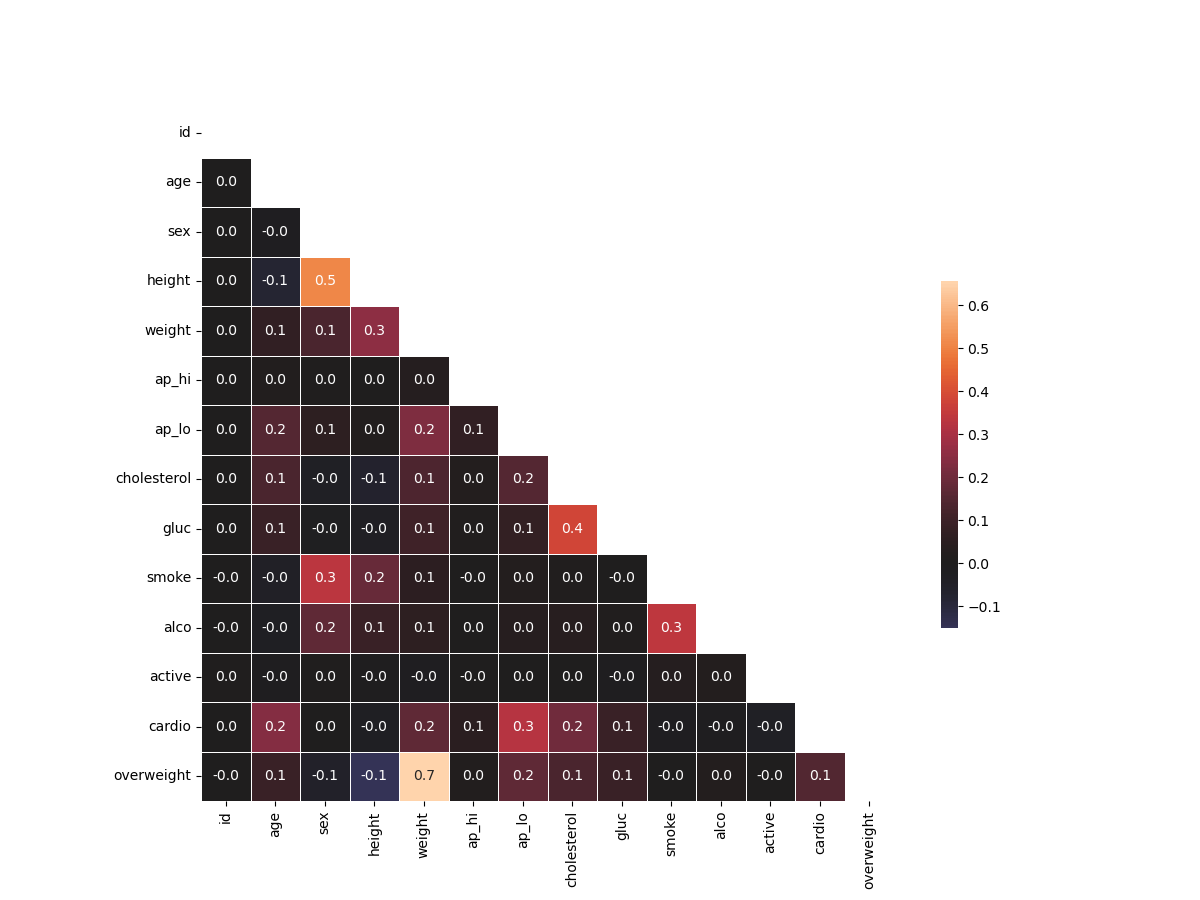 id
age 0.0
sex 0.0 -0.0
height 0.0 -0.1 0.5
weight 0.0 0.1 0.1 0.3
ap_hi 0.0 0.0 0.0 0.0 0.0
ap_lo 0.0 0.2 0.1 0.0 0.2 0.1
cholesterol 0.0 0.1 -0.0 -0.1 0.1 0.0 0.2
gluc 0.0 0.1 -0.0 -0.0 0.1 0.0 0.1 0.4
smoke -0.0 -0.0 0.3 0.2 0.1 -0.0 0.0 0.0 -0.0
alco -0.0 -0.0 0.2 0.1 0.1 0.0 0.0 0.0 0.0 0.3
active 0.0 -0.0 0.0 -0.0 -0.0 -0.0 0.0 0.0 -0.0 0.0 0.0
cardio 0.0 0.2 0.0 -0.0 0.2 0.1 0.3 0.2 0.1 -0.0 -0.0 -0.0
overweight -0.0 0.1 -0.1 -0.1 0.7 0.0 0.2 0.1 0.1 -0.0 0.0 -0.0 0.1
id age sex height weight ap_hi ap_lo cholesterol gluc smoke alco active cardio overweight
0.6
0.5
0.4
0.3
0.2
0.1
0.0
−0.1